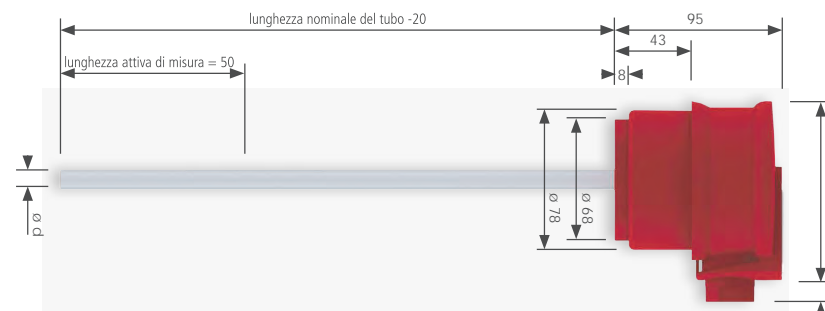 lunghezza nominale del tubo -20
95
43
lunghezza attiva di misura = 50
8
ø d
ø 78
ø 68